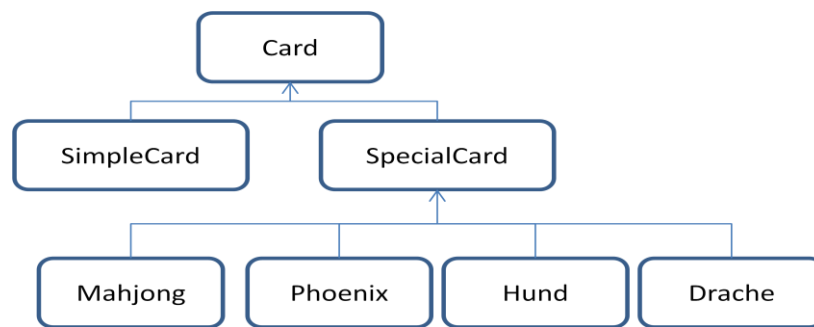 Card
SimpleCard
SpecialCard
Mahjong
Phoenix
Hund
Drache